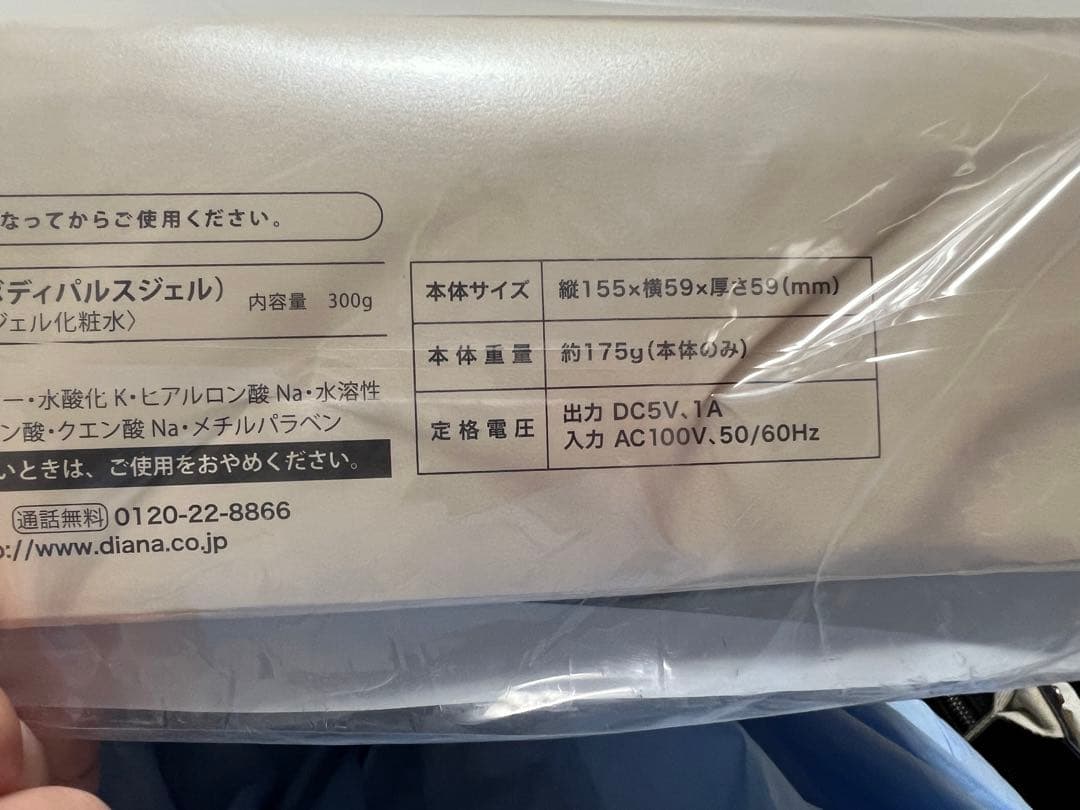 なってからご使用ください。
ボディパルスジェル)
内容量 300g
ジェル化粧水〉
ー・水酸化 K・ヒアルロン酸 Na・水溶性
ン酸・クエン酸 Na・メチルパラベン
いときは、ご使用をおやめください。
通話無料 0120-22-8866
p://www.diana.co.jp
本体サイズ 縦155×横59×厚さ59(mm)
本体重量 約175g(本体のみ)
定格電圧 出力 DC5V、1A
入力 AC100V、50/60Hz